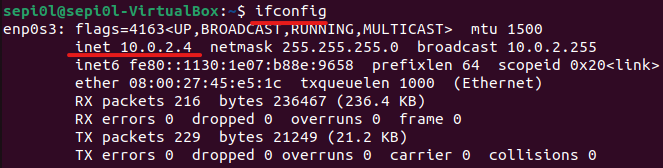 sepi0l@sepi0l-VirtualBox:~$ ifconfig
enp0s3: flags=4163<UP,BROADCAST,RUNNING,MULTICAST>  mtu 1500
inet 10.0.2.4  netmask 255.255.255.0  broadcast 10.0.2.255
inet6 fe80::1130:1e07:b88e:9658  prefixlen 64  scopeid 0x20<link>
ether 08:00:27:45:e5:1c  txqueuelen 1000  (Ethernet)
RX packets 216  bytes 236467 (236.4 KB)
RX errors 0  dropped 0  overruns 0  frame 0
TX packets 229  bytes 21249 (21.2 KB)
TX errors 0  dropped 0 overruns 0  carrier 0  collisions 0